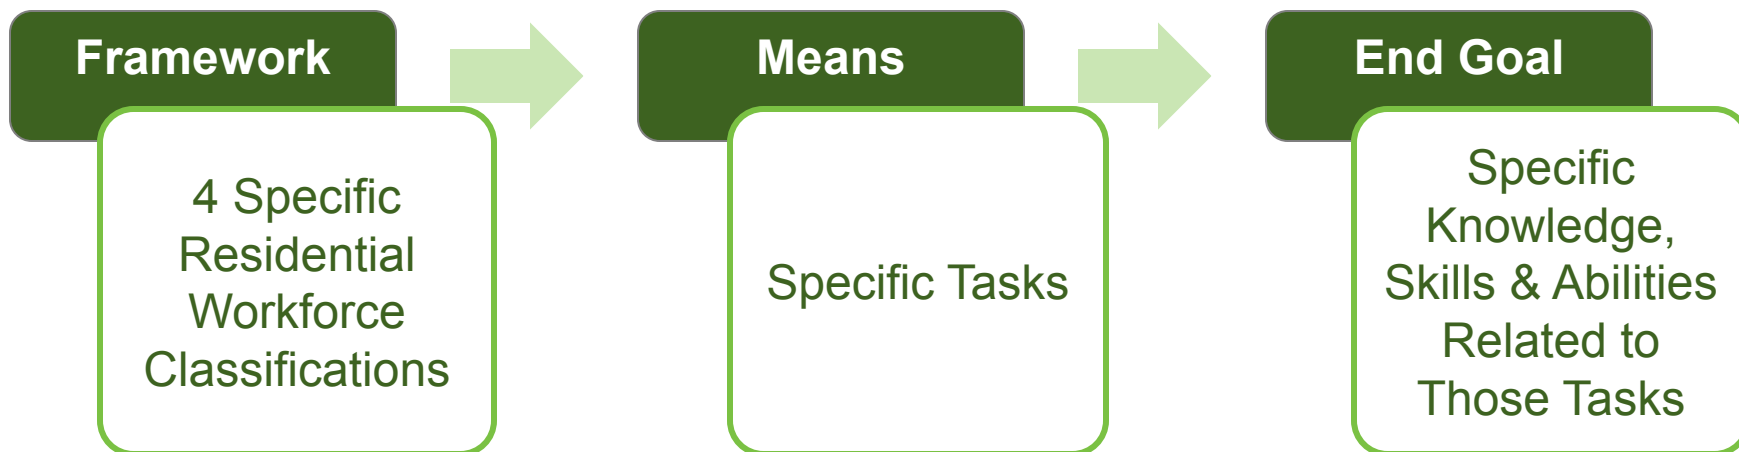 Framework
4 Specific
Residential
Workforce
Classifications
Means
Specific Tasks
End Goal
Specific
Knowledge,
Skills & Abilities
Related to
Those Tasks